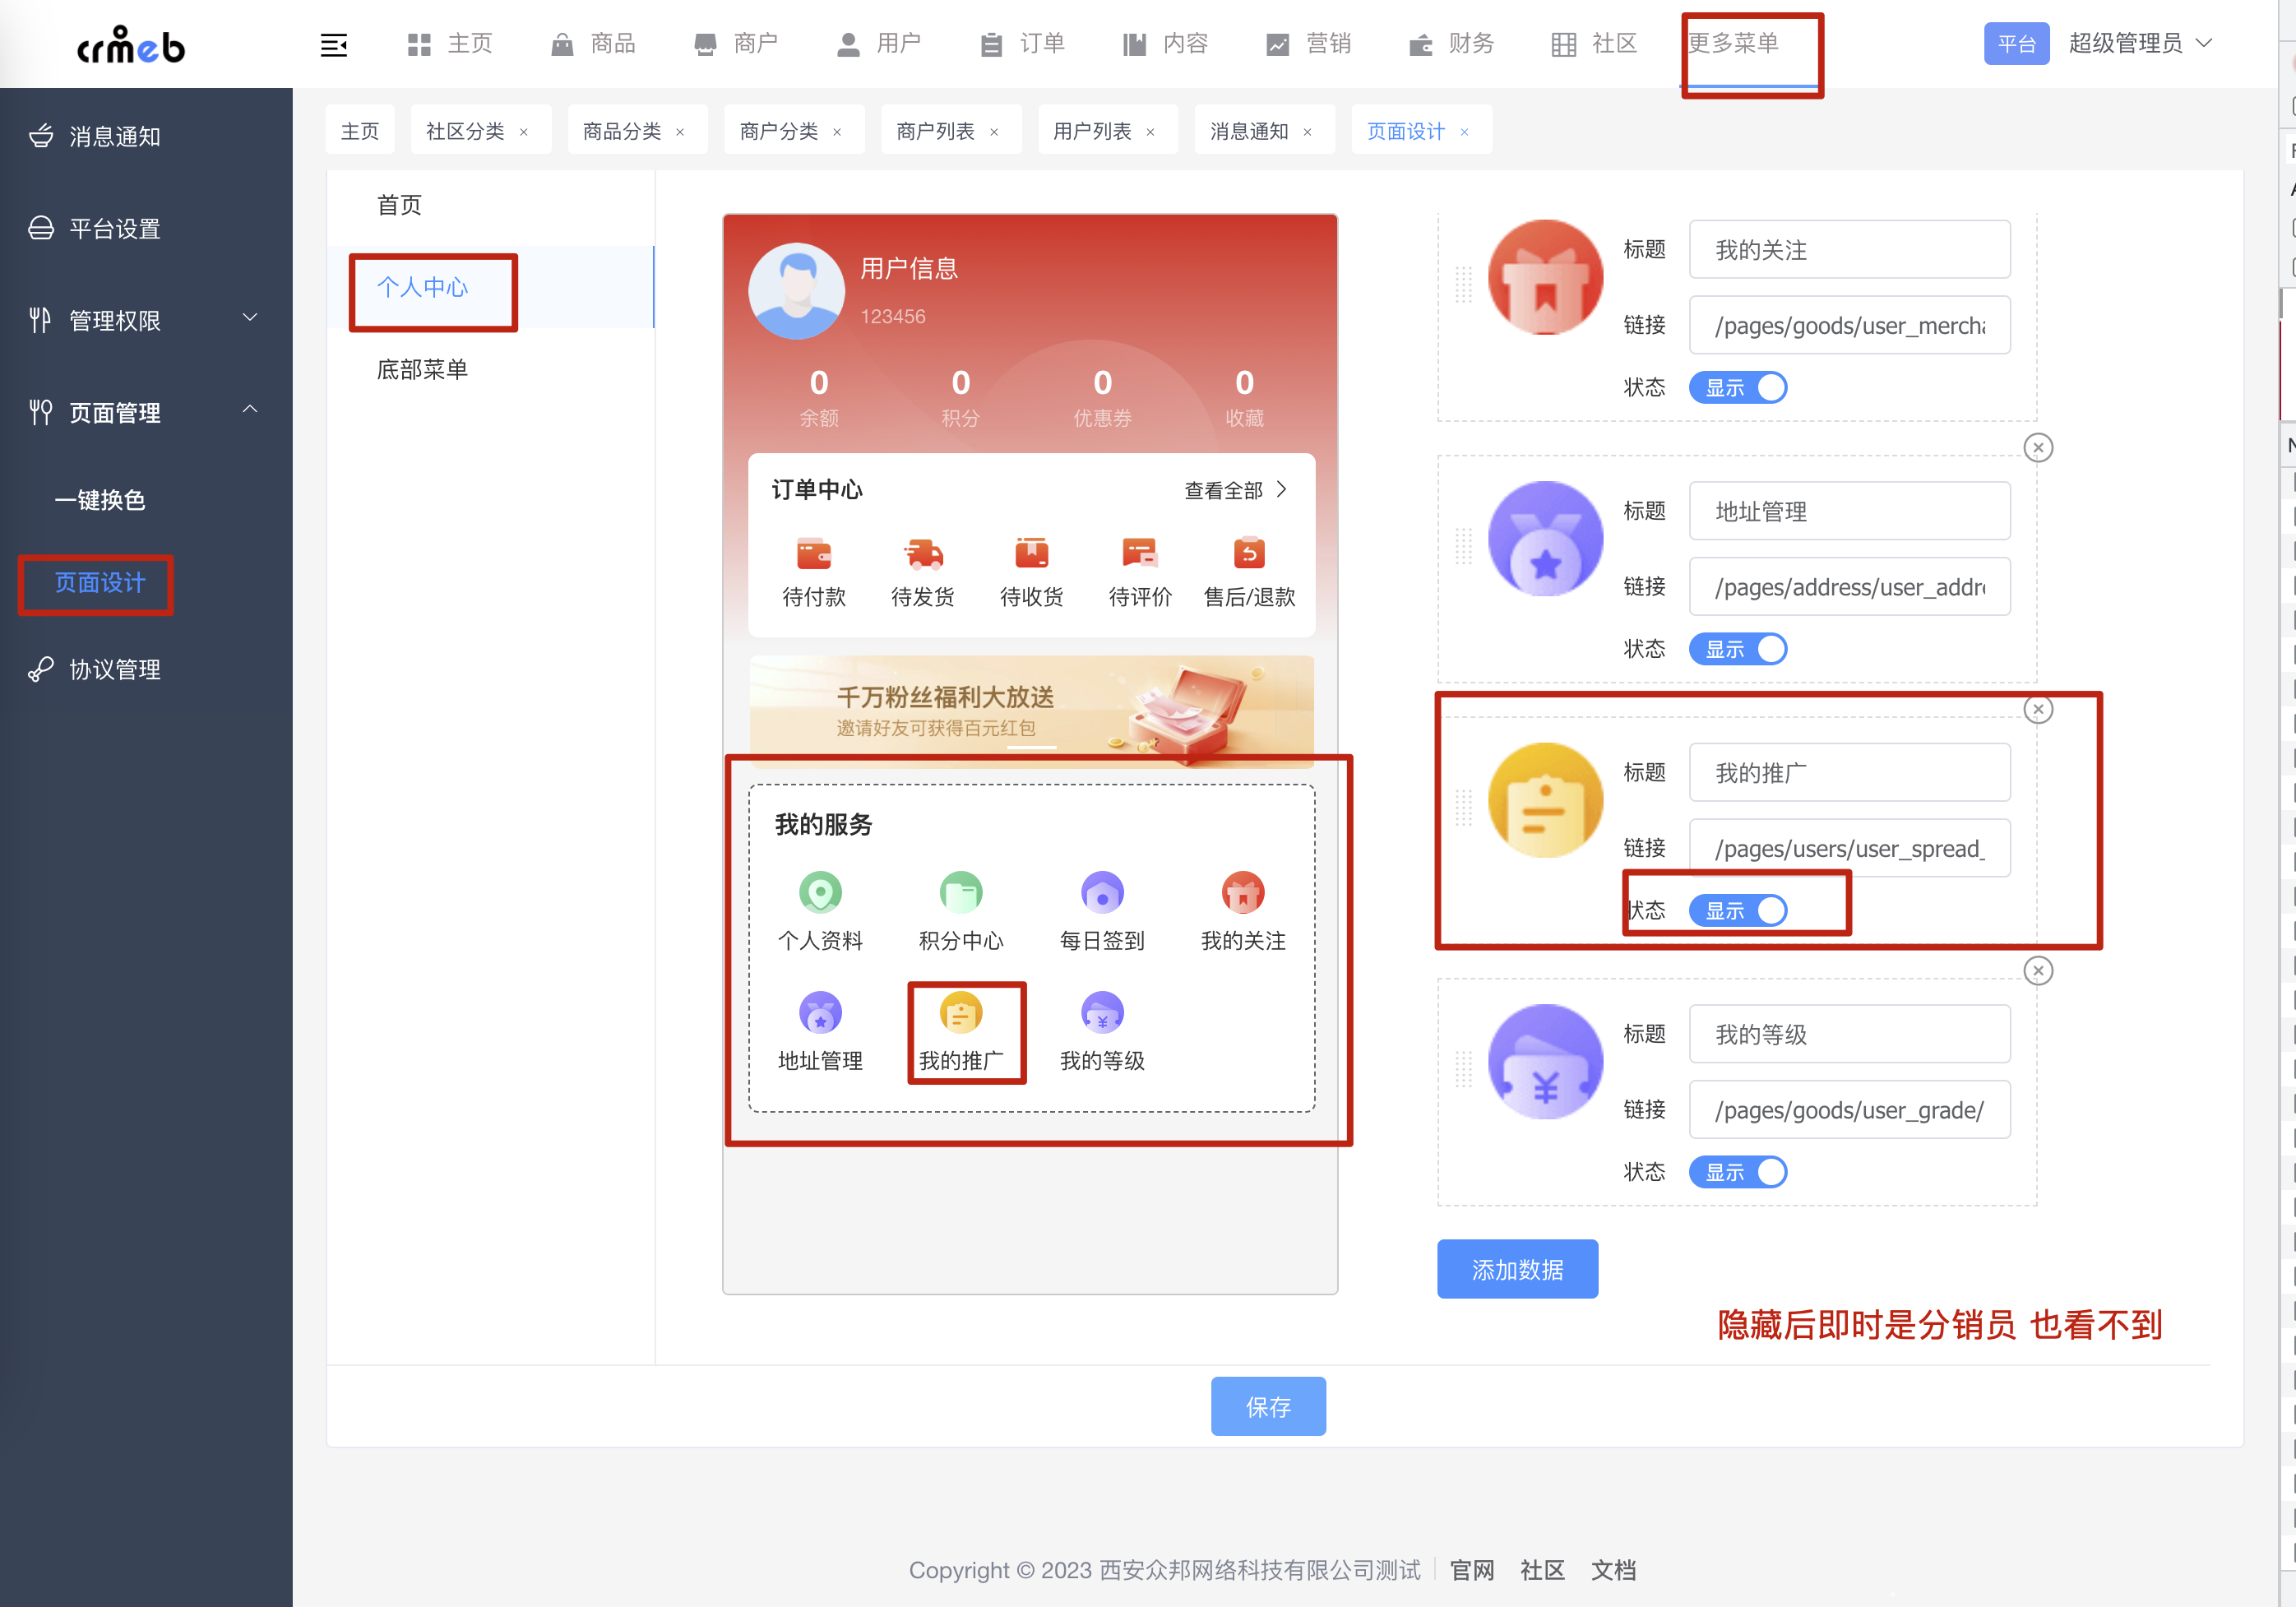 crmeb
主页 商品 商户 用户 订单 内容 营销 财务 社区 更多菜单 平台 超级管理员
消息通知
平台设置
管理权限
页面管理
一键换色
页面设计
协议管理
主页 社区分类 × 商品分类 × 商户分类 × 商户列表 × 用户列表 × 消息通知 × 页面设计 ×
首页
个人中心
底部菜单
用户信息
123456
0 0 0 0
余额 积分 优惠券 收藏
订单中心 查看全部
待付款 待发货 待收货 待评价 售后/退款
千万粉丝福利大放送
邀请好友可获得百元红包
我的服务
个人资料 积分中心 每日签到 我的关注
地址管理 我的推广 我的等级
标题 我的关注
链接 /pages/goods/user_mercha
状态 显示
标题 地址管理
链接 /pages/address/user_addre
状态 显示
标题 我的推广
链接 /pages/users/user_spread_
状态 显示
标题 我的等级
链接 /pages/goods/user_grade/
状态 显示
添加数据
隐藏后即时是分销员 也看不到
保存
Copyright © 2023 西安众邦网络科技有限公司测试 官网 社区 文档